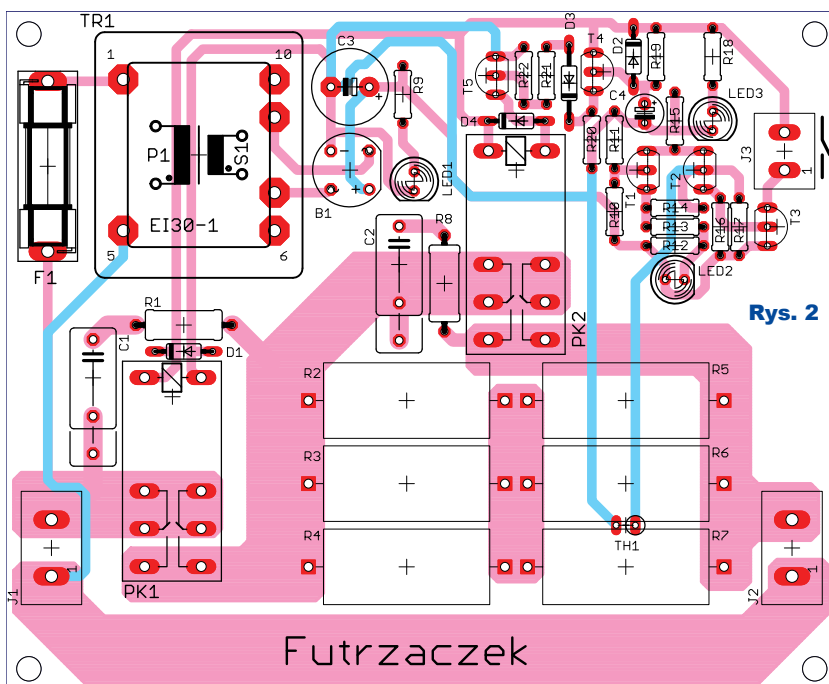 TR1
1
10
P1
S1
EI30-1
5
6
F1
C3
+
R9
B1
-
+
LED1
T5
R22
R21
D3
T4
D2
R19
R18
D4
R20
R11
C4
+
R15
LED3
J3
1
T1
T2
R10
R14
R13
R12
R16
R17
T3
LED2
Rys. 2
C2
R8
PK2
R1
D1
C1
PK1
R2
R5
R3
R6
R4
R7
TH1
J1
1
J2
1
Futrzaczek